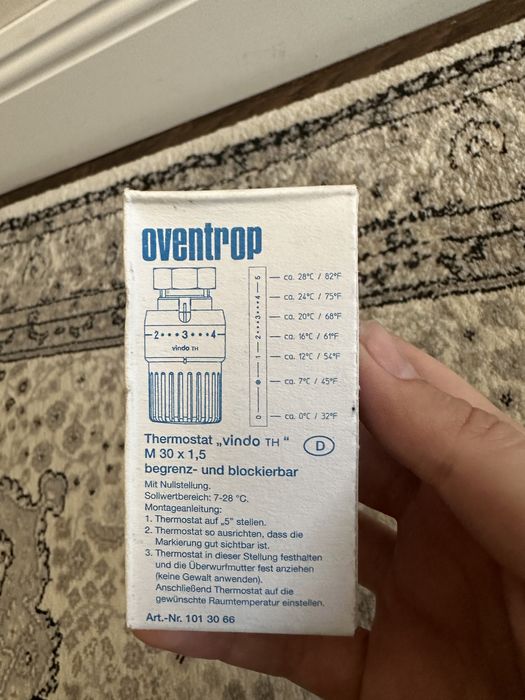 oventrop
5 — ca. 28°C / 82°F
4 — ca. 24°C / 75°F
3 — ca. 20°C / 68°F
2 — ca. 16°C / 61°F
1 — ca. 12°C / 54°F
ca. 7°C / 45°F
0 — ca. 0°C / 32°F
2•••3•••4
vindo TH
Thermostat „vindo TH“ D
M 30 x 1,5
begrenz- und blockierbar
Mit Nullstellung.
Sollwertbereich: 7-28 °C.
Montageanleitung:
1. Thermostat auf „5“ stellen.
2. Thermostat so ausrichten, dass die
Markierung gut sichtbar ist.
3. Thermostat in dieser Stellung festhalten
und die Überwurfmutter fest anziehen
(keine Gewalt anwenden).
Anschließend Thermostat auf die
gewünschte Raumtemperatur einstellen.
Art.-Nr. 101 30 66